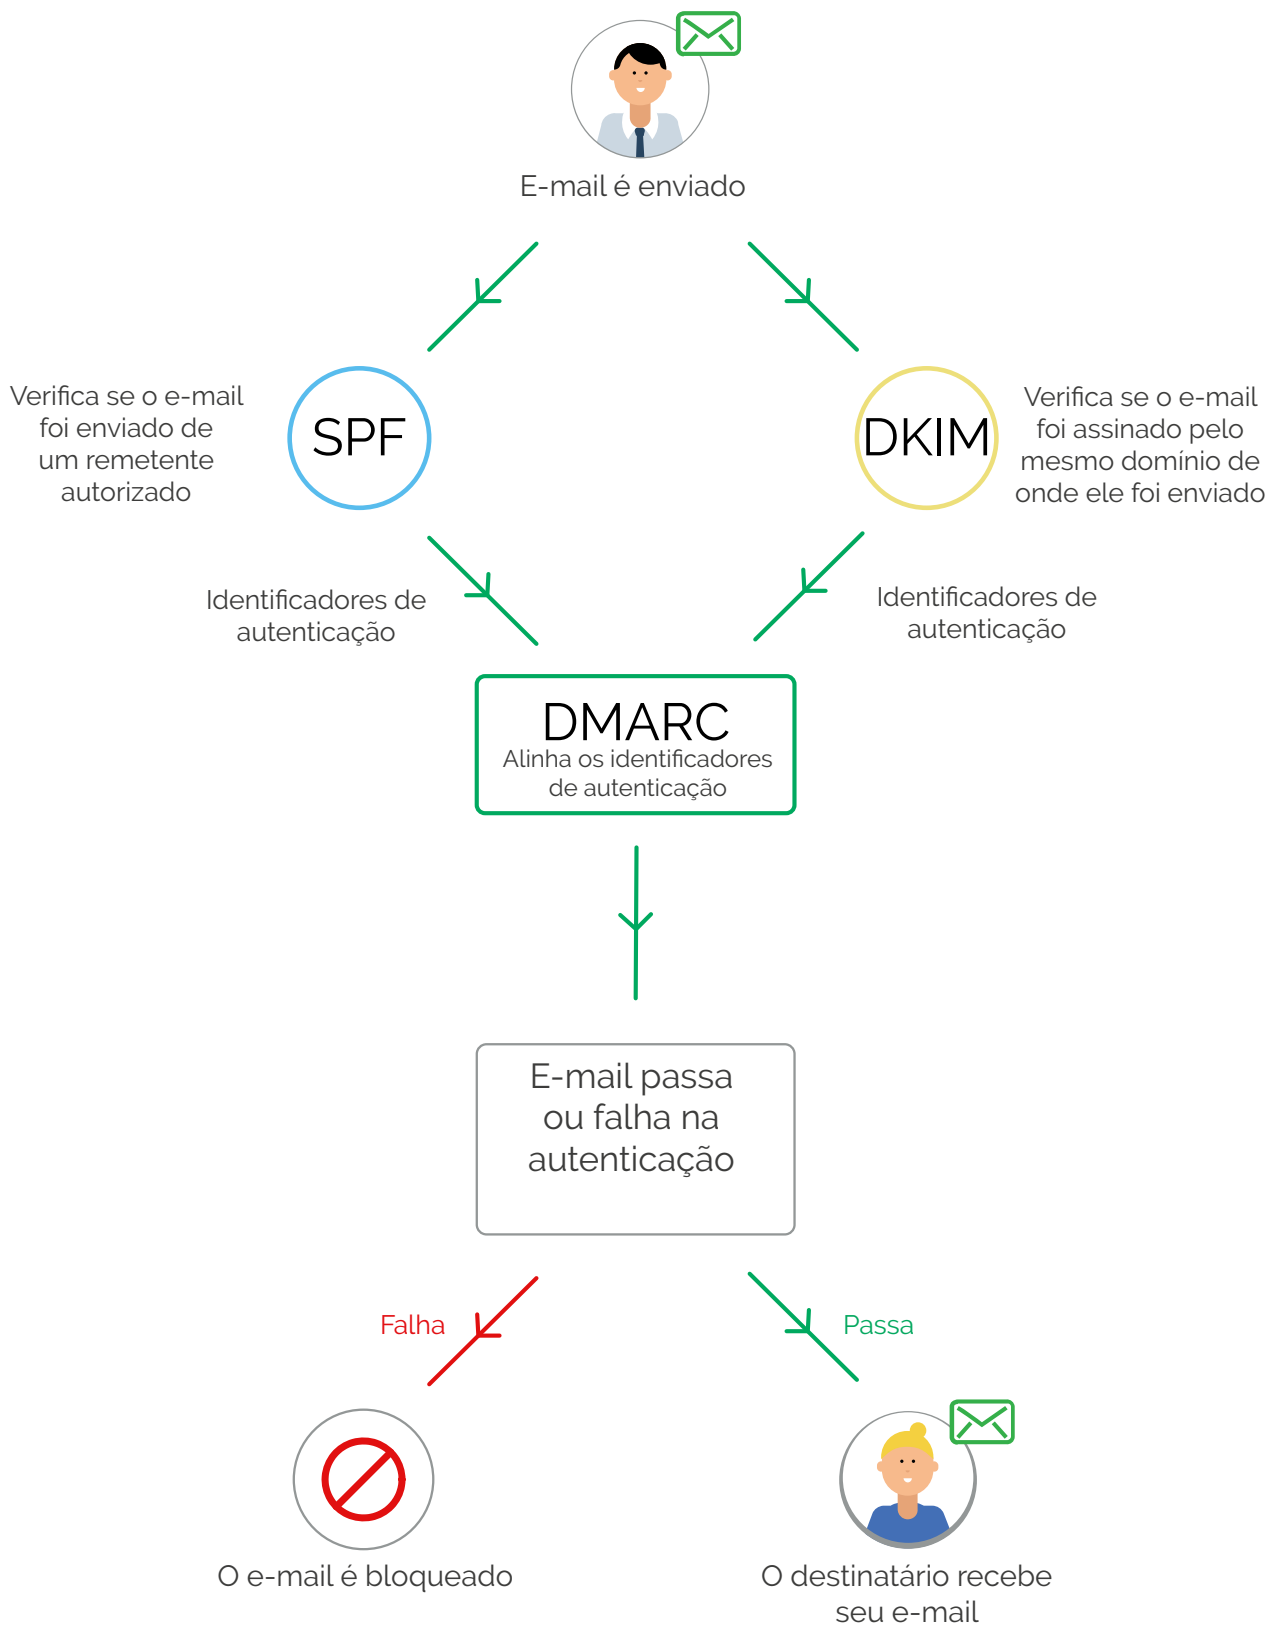 E-mail é enviado
Verifica se o e-mail
foi enviado de
um remetente
autorizado
SPF
DKIM
Verifica se o e-mail
foi assinado pelo
mesmo domínio de
onde ele foi enviado
Identificadores de
autenticação
Identificadores de
autenticação
DMARC
Alinha os identificadores
de autenticação
E-mail passa
ou falha na
autenticação
Falha
Passa
O e-mail é bloqueado
O destinatário recebe
seu e-mail